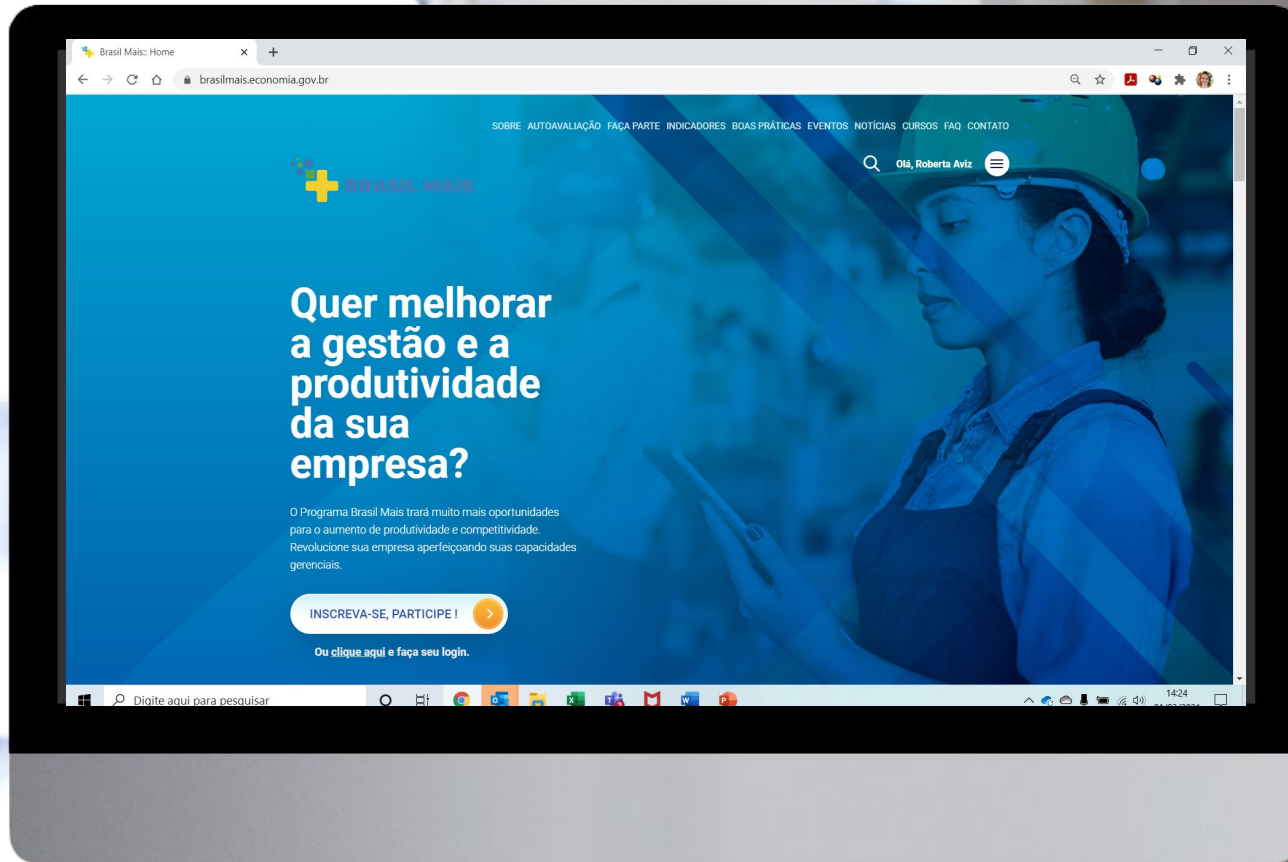 Brasil Mais:: Home
brasilmais.economia.gov.br
SOBRE AUTOAVALIAÇÃO FAÇA PARTE INDICADORES BOAS PRÁTICAS EVENTOS NOTÍCIAS CURSOS FAQ CONTATO
Olá, Roberta Aviz
BRASIL MAIS
Quer melhorar
a gestão e a
produtividade
da sua
empresa?
O Programa Brasil Mais trará muito mais oportunidades
para o aumento de produtividade e competitividade.
Revolucione sua empresa aperfeiçoando suas capacidades
gerenciais.
INSCREVA-SE, PARTICIPE !
Ou clique aqui e faça seu login.
Digite aqui para pesquisar
14:24